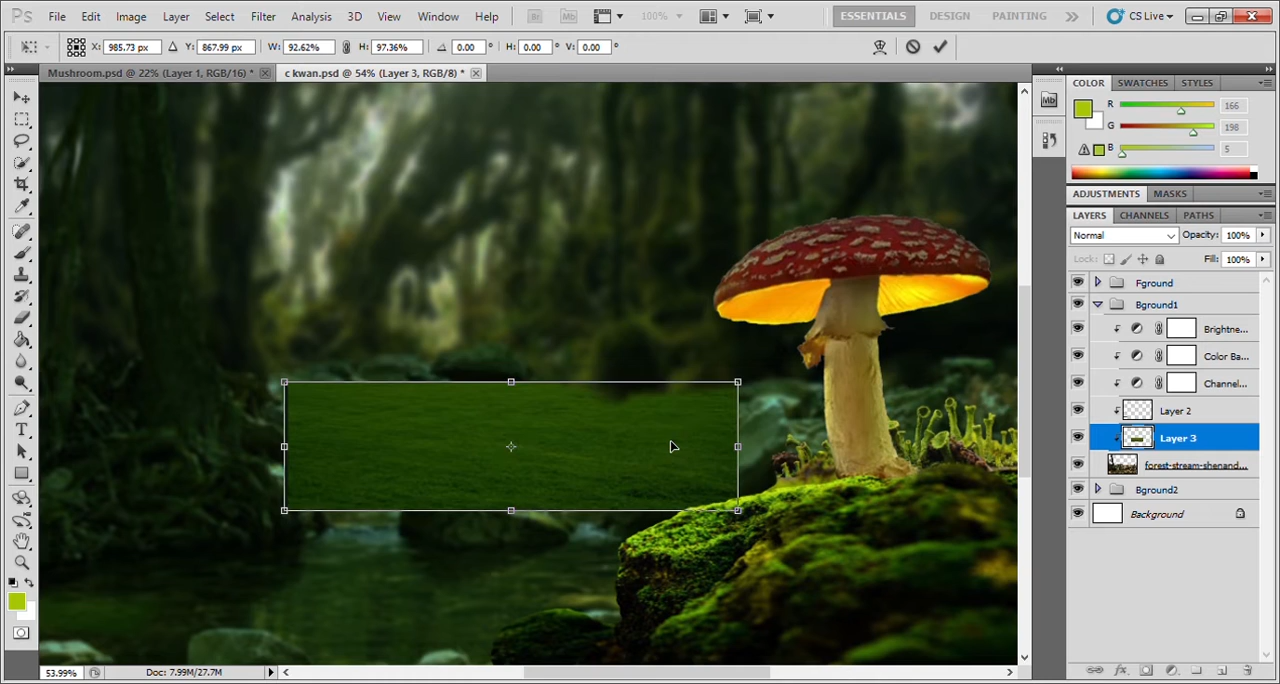 Ps File Edit Image Layer Select Filter Analysis 3D View Window Help Br Mb 100% ESSENTIALS DESIGN PAINTING CS Live
X: 985.73 px Y: 867.99 px W: 92.62% H: 97.36% 0.00 ° H: 0.00 ° V: 0.00 °
Mushroom.psd @ 22% (Layer 1, RGB/16) * c kwan.psd @ 54% (Layer 3, RGB/8) *
COLOR SWATCHES STYLES
Mb
R 166
G 198
B 5
ADJUSTMENTS MASKS
LAYERS CHANNELS PATHS
Normal Opacity: 100%
Lock: Fill: 100%
Fground
Bground1
Brightne...
Color Ba...
Channel...
Layer 2
Layer 3
forest-stream-shenand...
Bground2
Background
T
53.99% Doc: 7.99M/27.7M
fx